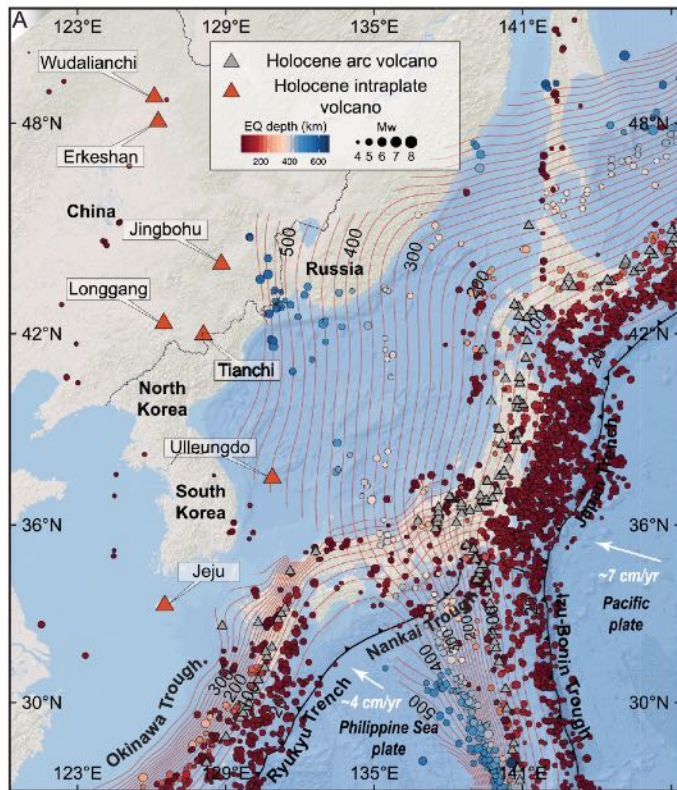 A
123°E
129°E
135°E
141°E
Wudalianchi
Erkeshan
Holocene arc volcano
Holocene intraplate
volcano
EQ depth (km)
200 400 600
Mw
4 5 6 7 8
48°N
48°N
China
Jingbohu
Longgang
Russia
500
400
300
200
100
20
42°N
42°N
Tianchi
North
Korea
Ulleungdo
South
Korea
Japan Trench
36°N
36°N
Jeju
~7 cm/yr
Pacific
plate
Nankai Trough
Izu-Bonin Trough
300
200
100
20
400
500
30°N
30°N
Okinawa Trough.
Ryukyu Trench
~4 cm/yr
Philippine Sea
plate
123°E
129°E
135°E
141°E